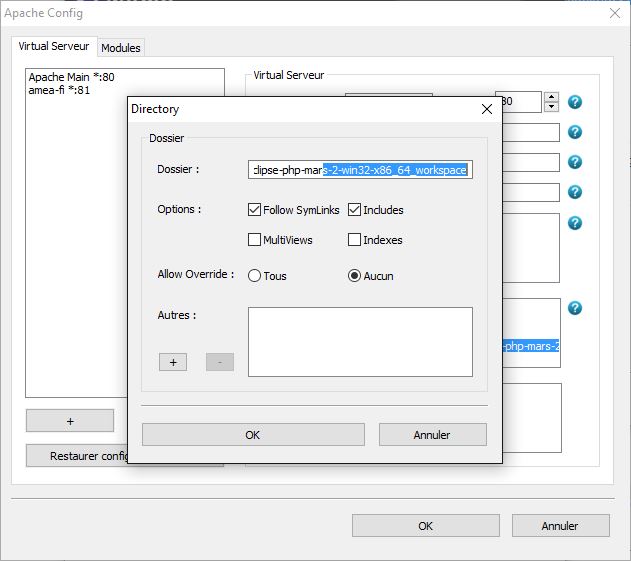 Apache Config
Virtual Serveur
Modules
Apache Main *:80
amea-fi *:81
Virtual Serveur
80
Directory
Dossier
Dossier :
clipse-php-mars-2-win32-x86_64_workspace
Options :
Follow SymLinks
Includes
MultiViews
Indexes
Allow Override :
Tous
Aucun
Autres :
-php-mars-2
+
-
OK
Annuler
+
Restaurer config
OK
Annuler